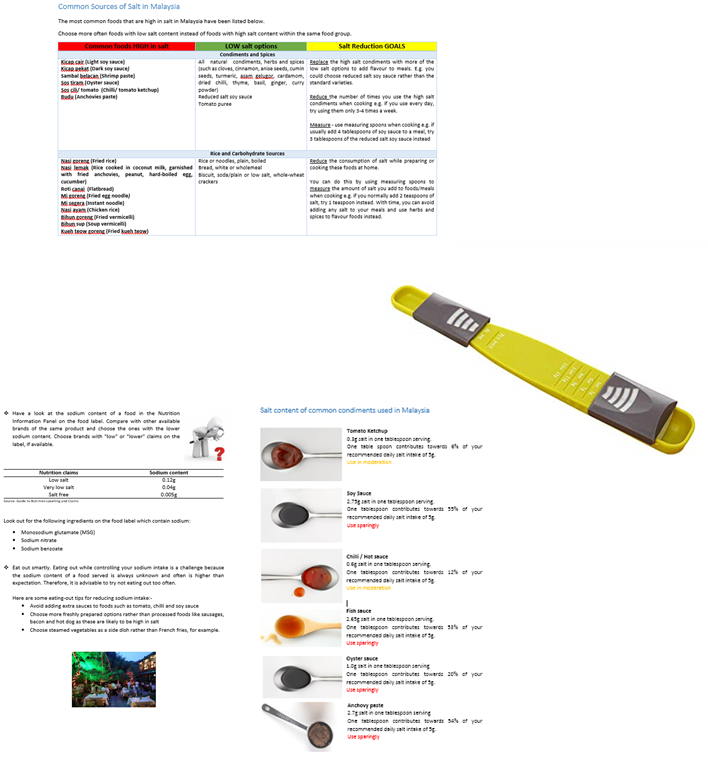 Common Sources of Salt in Malaysia
The most common foods that are high in salt in Malaysia have been listed below.
Choose more often foods with low salt content instead of foods with high salt content within the same food group.
Common foods HIGH in salt
LOW salt options
Salt Reduction GOALS
Condiments and Spices
Kicap cair (Light soy sauce)
Kicap pekat (Dark soy sauce)
Sambal belacan (Shrimp paste)
Sos tiram (Oyster sauce)
Sos cili/ tomato (Chilli/ tomato ketchup)
Budu (Anchovies paste)
All natural condiments, herbs and spices
(such as cloves, cinnamon, anise seeds, cumin
seeds, turmeric, asam gelugor, cardamom,
dried chilli, thyme, basil, ginger, curry
powder)
Reduced salt soy sauce
Tomato puree
Replace the high salt condiments with more of the
low salt options to add flavour to meals. E.g. you
could choose reduced salt soy sauce rather than the
standard varieties.
Reduce the number of times you use the high salt
condiments when cooking e.g. if you use every day,
try using them only 3-4 times a week.
Measure - use measuring spoons when cooking e.g. if
usually add 4 tablespoons of soy sauce to a meal, try
3 tablespoons of the reduced salt soy sauce instead
Rice and Carbohydrate Sources
Nasi goreng (Fried rice)
Nasi lemak (Rice cooked in coconut milk, garnished
with fried anchovies, peanut, hard-boiled egg,
cucumber)
Roti canai (Flatbread)
Mi goreng (Fried egg noodle)
Mi segera (Instant noodle)
Nasi ayam (Chicken rice)
Bihun goreng (Fried vermicelli)
Bihun sup (Soup vermicelli)
Kueh teow goreng (Fried kueh teow)
Rice or noodles, plain, boiled
Bread, white or wholemeal
Biscuit, soda/plain or low salt, whole-wheat
crackers
Reduce the consumption of salt while preparing or
cooking these foods at home.
You can do this by using measuring spoons to
measure the amount of salt you add to foods/meals
when cooking e.g. if you normally add 2 teaspoons of
salt, try 1 teaspoon instead. With time, you can avoid
adding any salt to your meals and use herbs and
spices to flavour foods instead.
❖ Have a look at the sodium content of a food in the Nutrition
Information Panel on the food label. Compare with other available
brands of the same product and choose the ones with the lower
sodium content. Choose brands with "low" or "lower" claims on the
label, if available.
Nutrition claims Sodium content
Low salt 0.12g
Very low salt 0.04g
Salt free 0.005g
Source: Guide to Nutrition Labelling and Claims
Look out for the following ingredients on the food label which contain sodium:
• Monosodium glutamate (MSG)
• Sodium nitrate
• Sodium benzoate
❖ Eat out smartly. Eating out while controlling your sodium intake is a challenge because
the sodium content of a food served is always unknown and often is higher than
expectation. Therefore, it is advisable to try not eating out too often.
Here are some eating-out tips for reducing sodium intake:-
• Avoid adding extra sauces to foods such as tomato, chilli and soy sauce
• Choose more freshly prepared options rather than processed foods like sausages,
bacon and hot dog as these are likely to be high in salt
• Choose steamed vegetables as a side dish rather than French fries, for example.
Salt content of common condiments used in Malaysia
Tomato Ketchup
0.3g salt in one tablespoon serving.
One table spoon contributes towards 6% of your
recommended daily salt intake of 5g.
Use in moderation
Soy Sauce
2.75g salt in one tablespoon serving.
One tablespoon contributes towards 55% of your
recommended daily salt intake of 5g.
Use sparingly
Chilli / Hot sauce
0.6g salt in one tablespoon serving.
One tablespoon contributes towards 12% of your
recommended daily salt intake of 5g.
Use in moderation
Fish sauce
2.65g salt in one tablespoon serving.
One tablespoon contributes towards 53% of your
recommended daily salt intake of 5g.
Use sparingly
Oyster sauce
1.0g salt in one tablespoon serving
One tablespoon contributes towards 20% of your
recommended daily salt intake of 5g.
Use sparingly
Anchovy paste
2.7g salt in one tablespoon serving.
One tablespoon contributes towards 54% of your
recommended daily salt intake of 5g.
Use sparingly